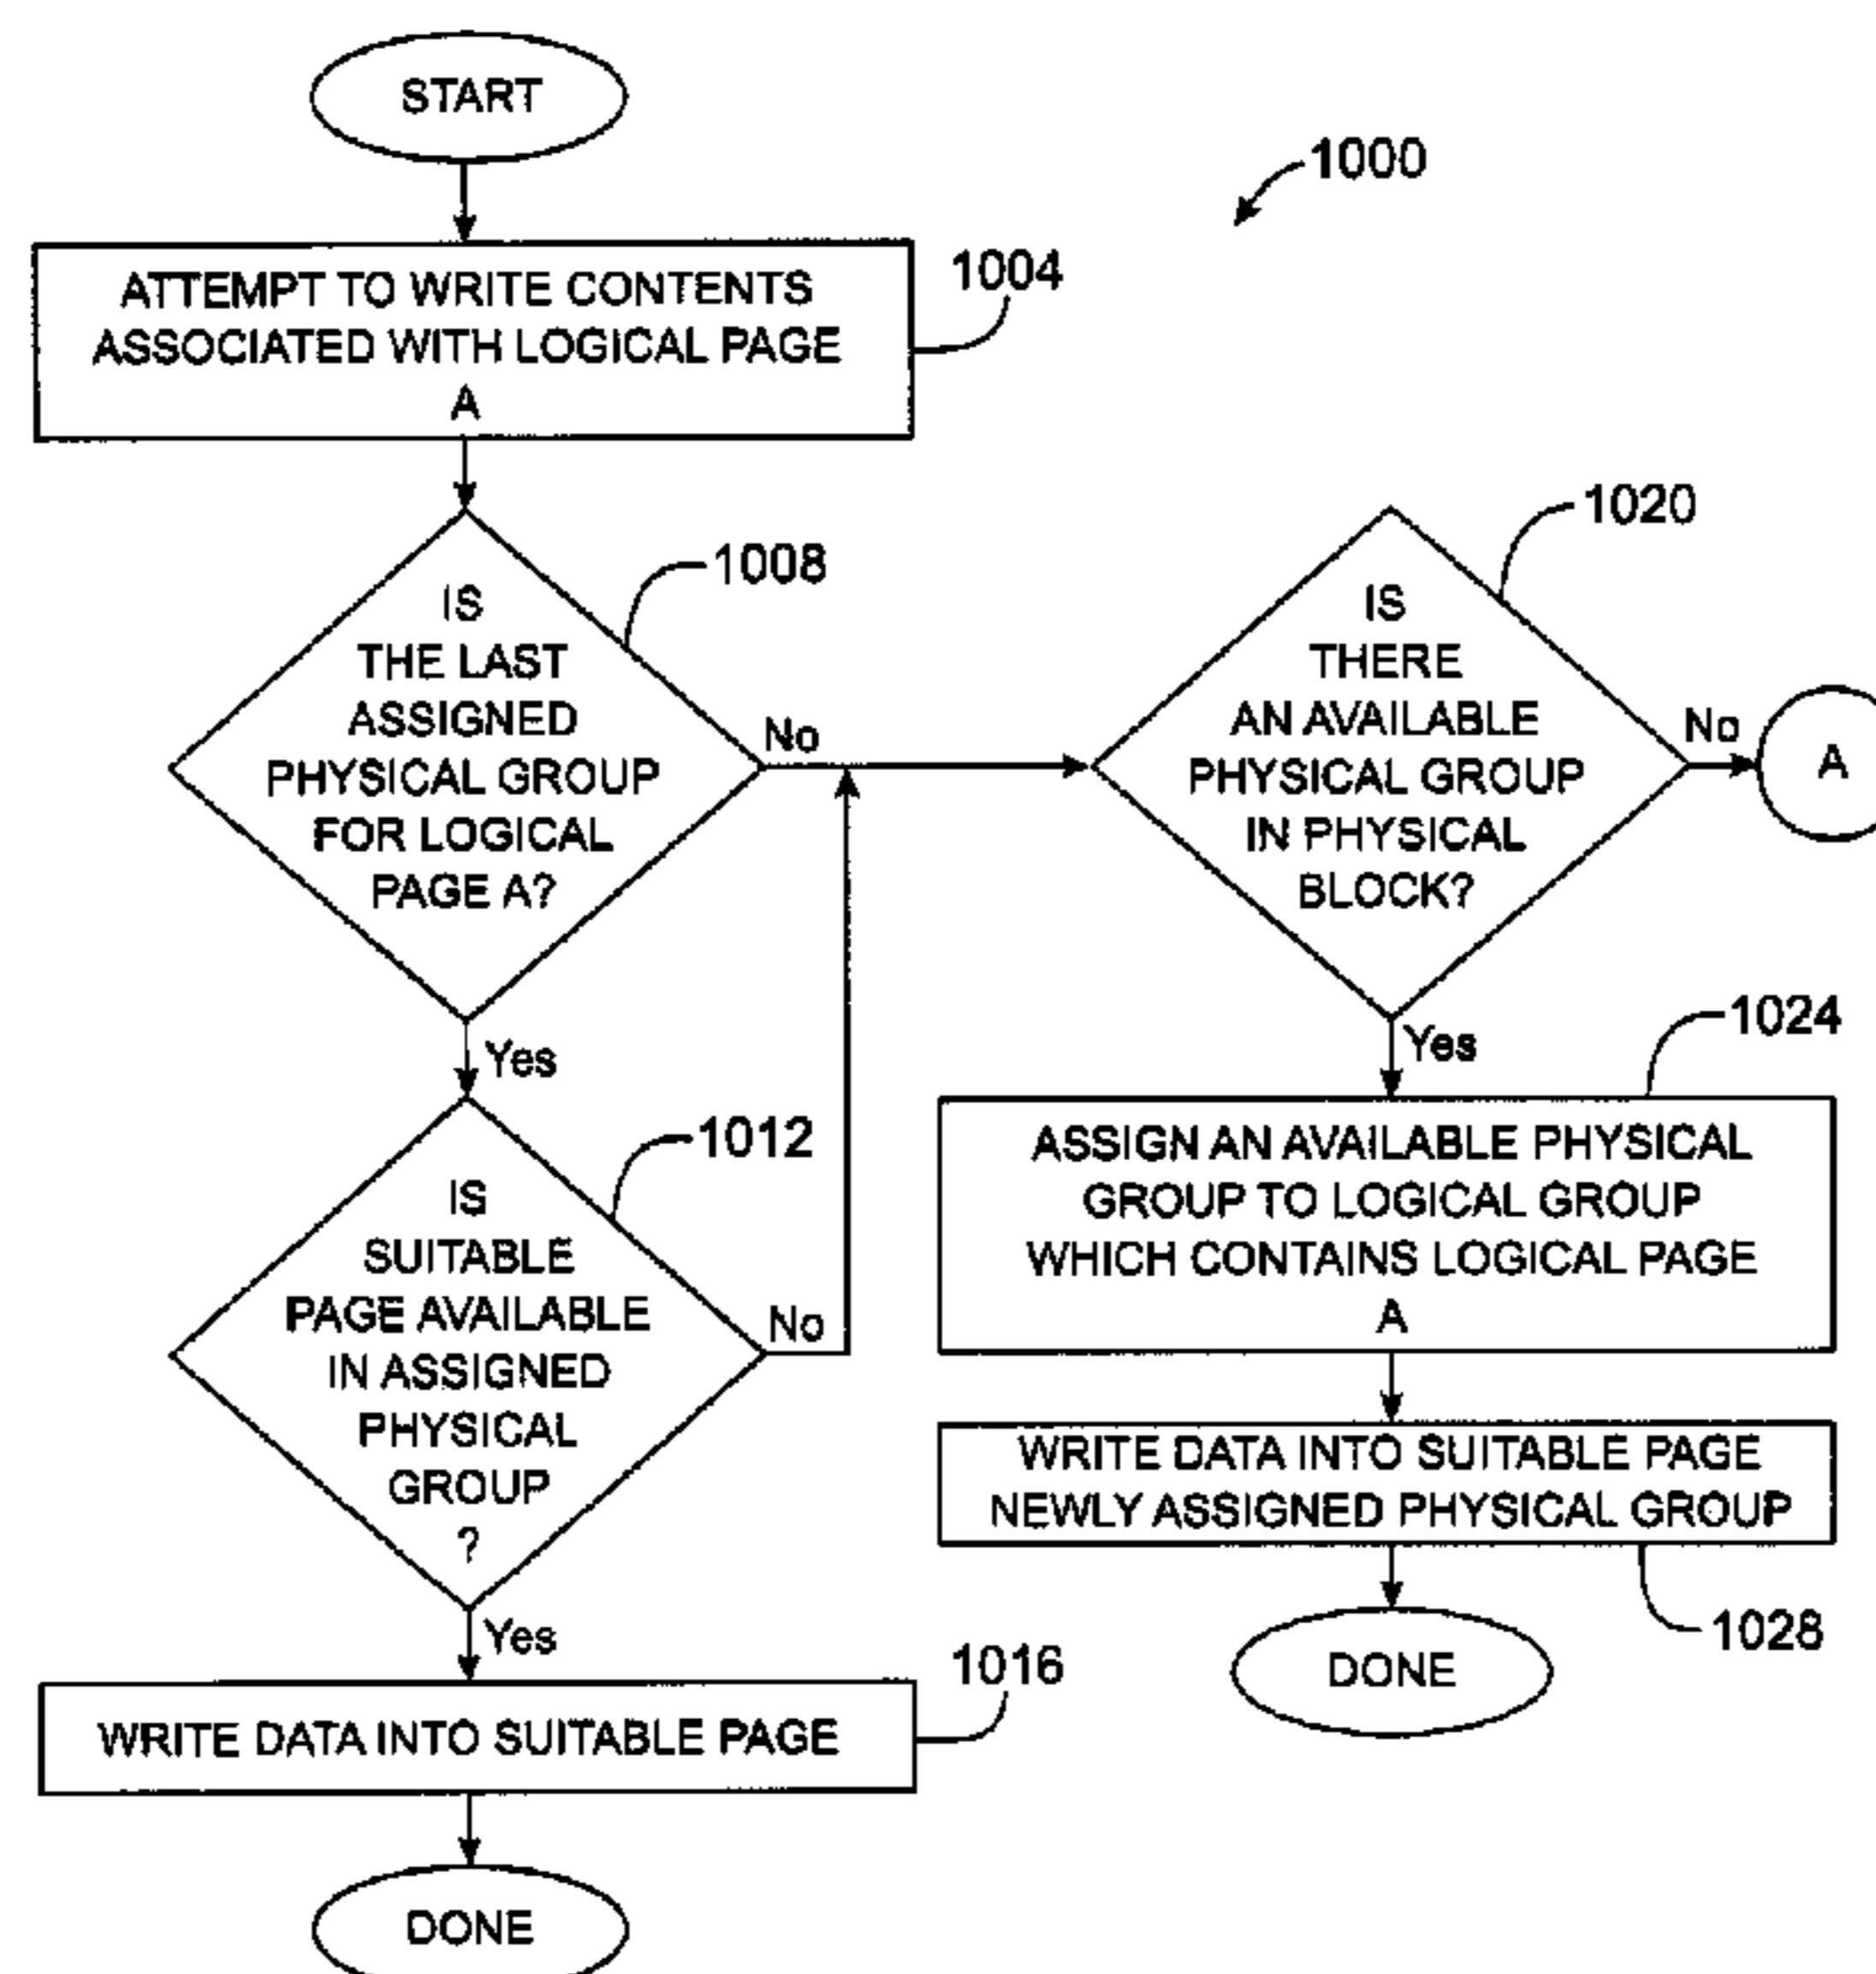 START
1000
ATTEMPT TO WRITE CONTENTS
ASSOCIATED WITH LOGICAL PAGE
A
1004
IS
THE LAST
ASSIGNED
PHYSICAL GROUP
FOR LOGICAL
PAGE A?
1008
No
Yes
IS
THERE
AN AVAILABLE
PHYSICAL GROUP
IN PHYSICAL
BLOCK?
1020
No
A
Yes
IS
SUITABLE
PAGE AVAILABLE
IN ASSIGNED
PHYSICAL
GROUP
?
1012
No
Yes
ASSIGN AN AVAILABLE PHYSICAL
GROUP TO LOGICAL GROUP
WHICH CONTAINS LOGICAL PAGE
A
1024
WRITE DATA INTO SUITABLE PAGE
NEWLY ASSIGNED PHYSICAL GROUP
1028
DONE
WRITE DATA INTO SUITABLE PAGE
1016
DONE